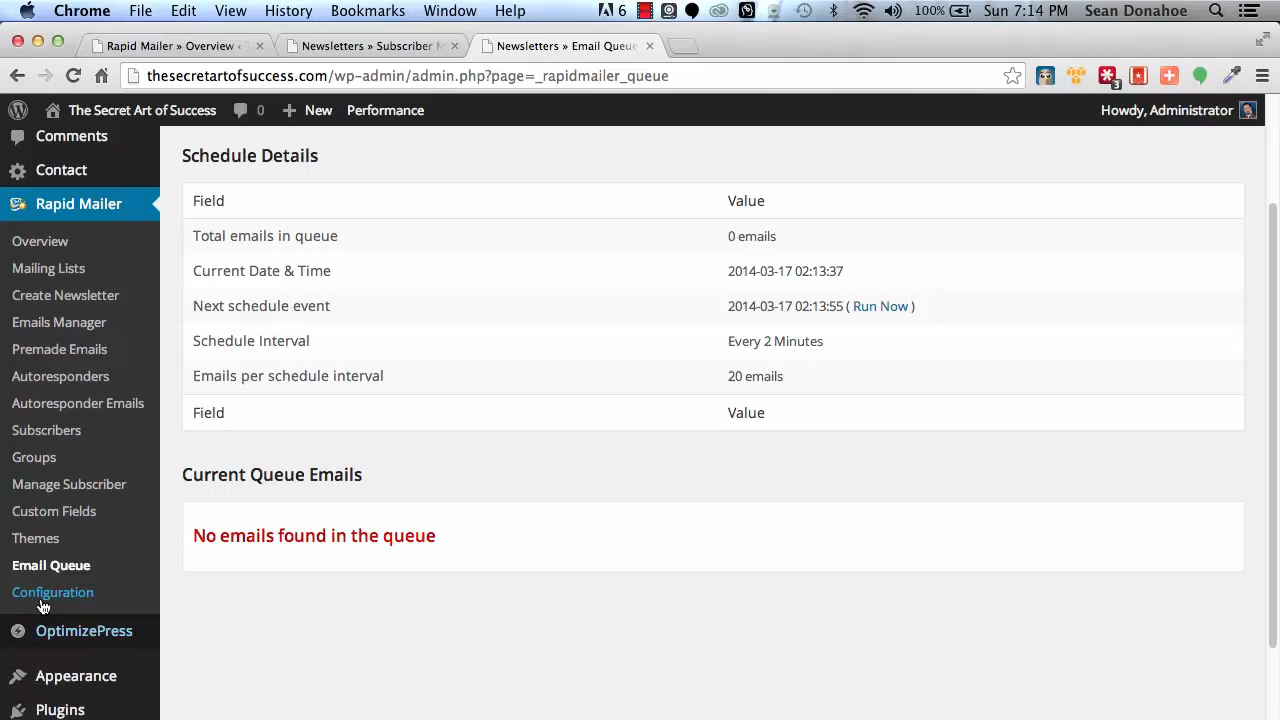 Chrome File Edit View History Bookmarks Window Help 6 100% Sun 7:14 PM Sean Donahoe
Rapid Mailer » Overview ‹ Newsletters » Subscriber M Newsletters » Email Queue
thesecretartofsuccess.com/wp-admin/admin.php?page=_rapidmailer_queue 3
The Secret Art of Success 0 New Performance Howdy, Administrator
Comments
Contact
Rapid Mailer
Overview
Mailing Lists
Create Newsletter
Emails Manager
Premade Emails
Autoresponders
Autoresponder Emails
Subscribers
Groups
Manage Subscriber
Custom Fields
Themes
Email Queue
Configuration
OptimizePress
Appearance
Plugins
Schedule Details
Field Value
Total emails in queue 0 emails
Current Date & Time 2014-03-17 02:13:37
Next schedule event 2014-03-17 02:13:55 ( Run Now )
Schedule Interval Every 2 Minutes
Emails per schedule interval 20 emails
Field Value
Current Queue Emails
No emails found in the queue